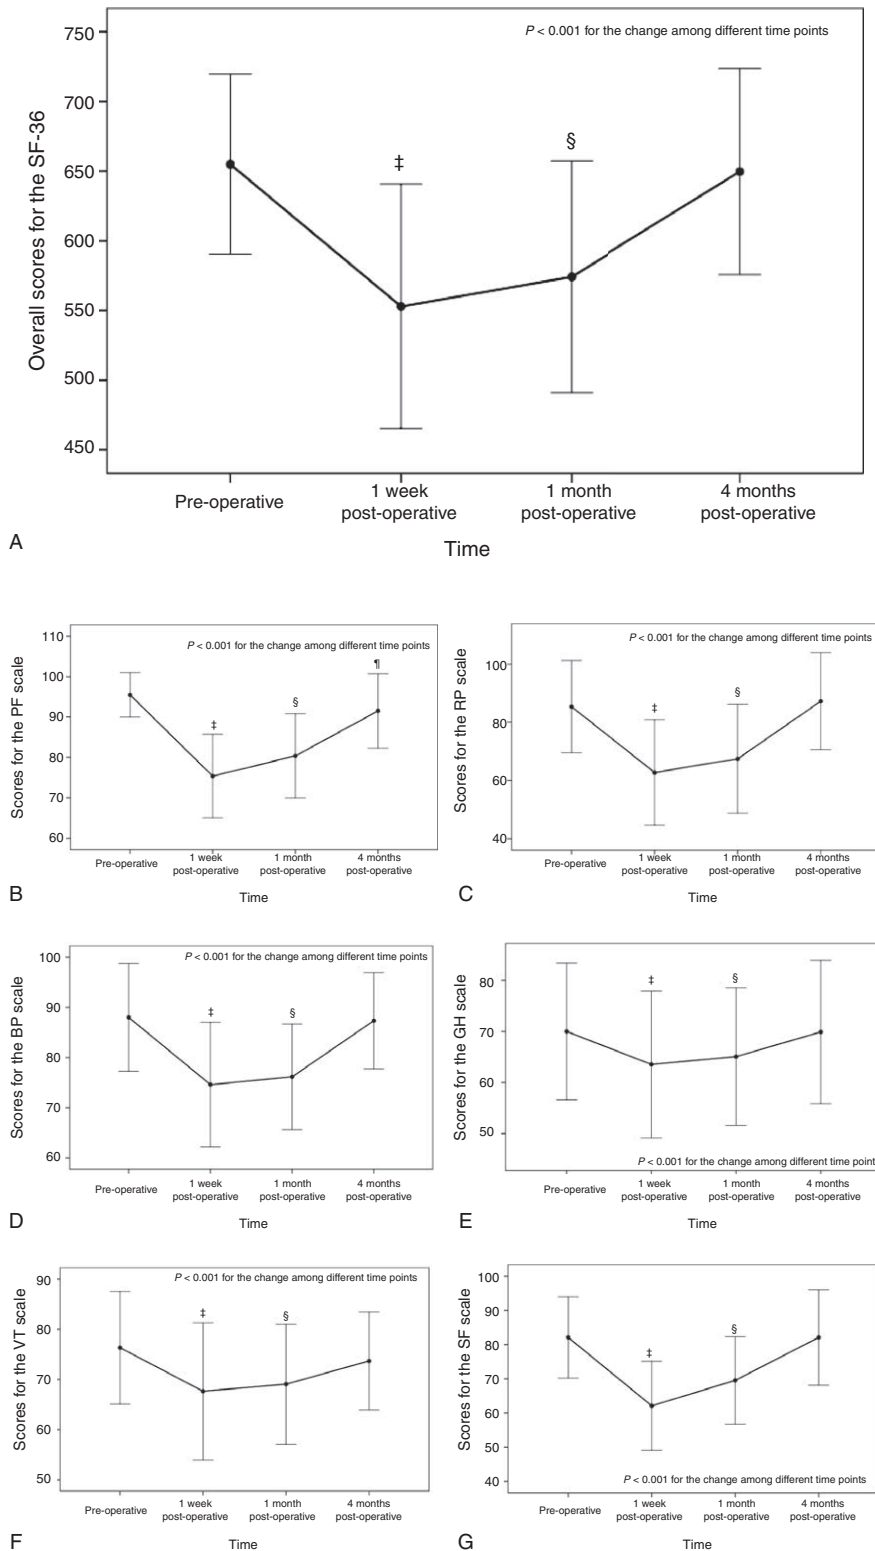 P < 0.001 for the change among different time points
Overall scores for the SF-36
750
700
650
600
550
500
450
‡
§
Pre-operative
1 week
post-operative
1 month
post-operative
4 months
post-operative
Time
A
P < 0.001 for the change among different time points
Scores for the PF scale
110
100
90
80
70
60
‡
§
¶
Pre-operative
1 week
post-operative
1 month
post-operative
4 months
post-operative
Time
B
P < 0.001 for the change among different time points
Scores for the RP scale
100
80
60
40
‡
§
Pre-operative
1 week
post-operative
1 month
post-operative
4 months
post-operative
Time
C
P < 0.001 for the change among different time points
Scores for the BP scale
100
90
80
70
60
‡
§
Pre-operative
1 week
post-operative
1 month
post-operative
4 months
post-operative
Time
D
Scores for the GH scale
80
70
60
50
‡
§
P < 0.001 for the change among different time point
Pre-operative
1 week
post-operative
1 month
post-operative
4 months
post-operative
Time
E
P < 0.001 for the change among different time points
Scores for the VT scale
90
80
70
60
50
‡
§
Pre-operative
1 week
post-operative
1 month
post-operative
4 months
post-operative
Time
F
Scores for the SF scale
100
90
80
70
60
50
40
‡
§
P < 0.001 for the change among different time points
Pre-operative
1 week
post-operative
1 month
post-operative
4 months
post-operative
Time
G